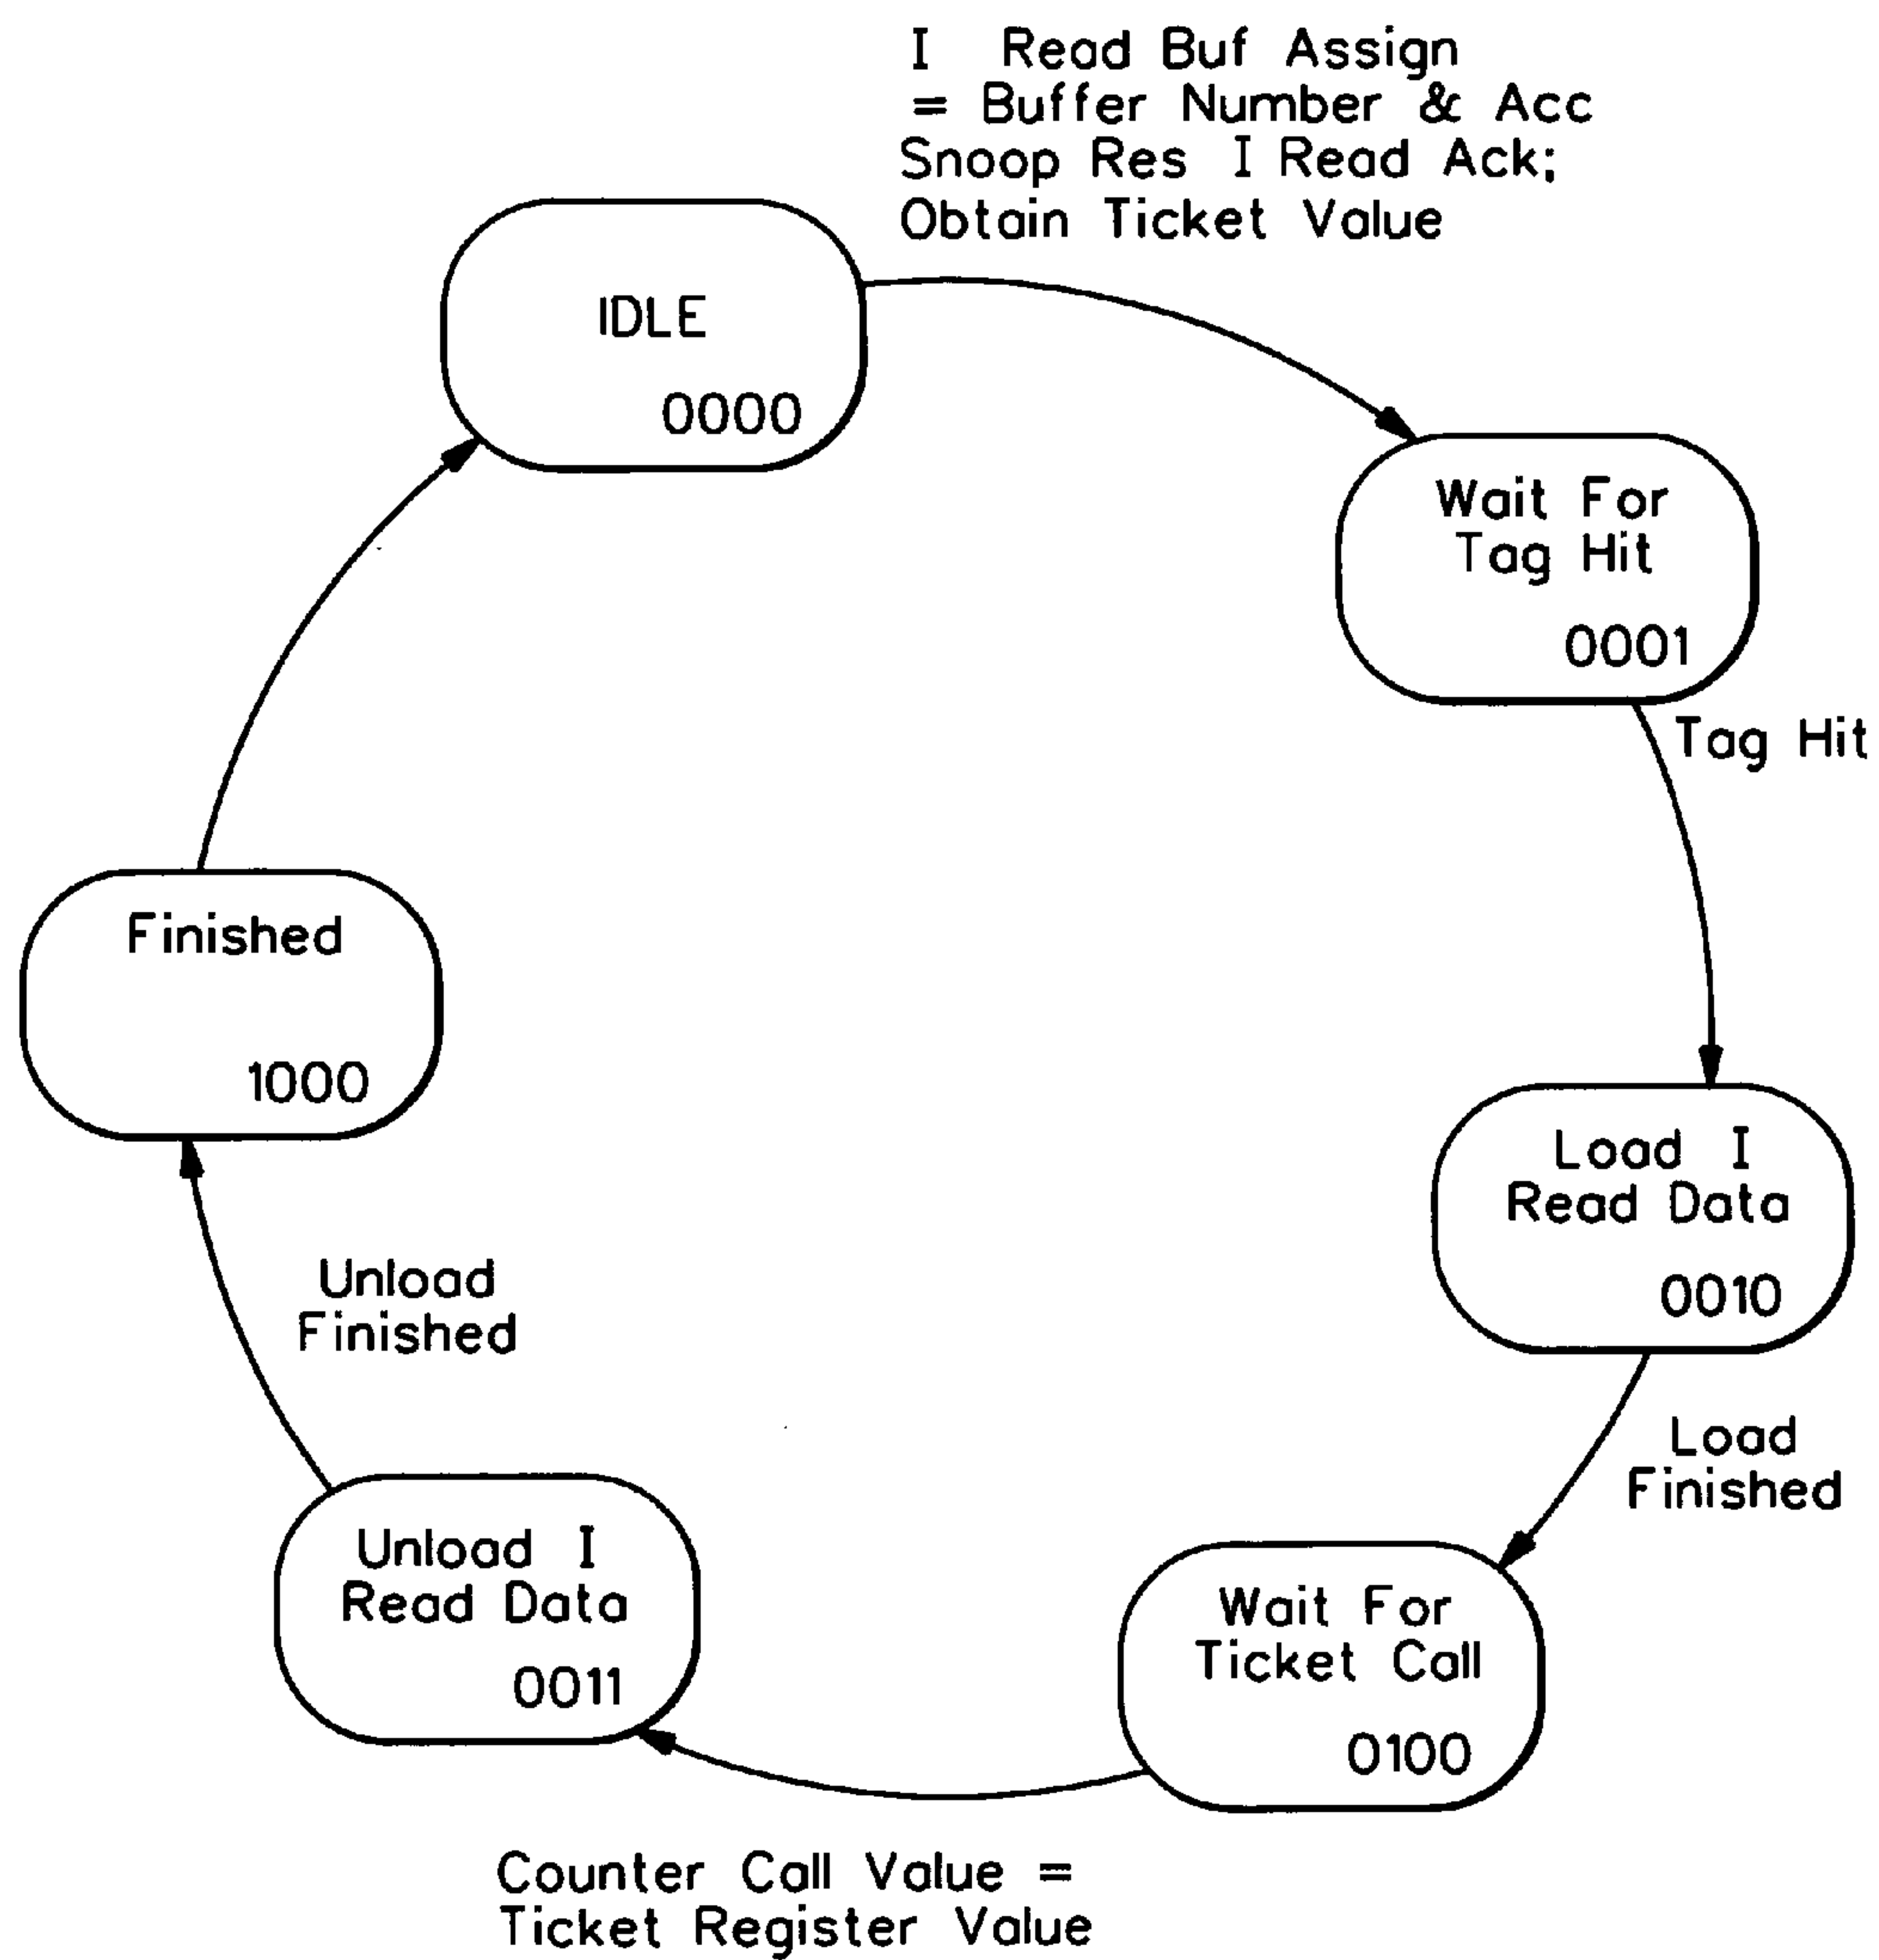 I Read Buf Assign
= Buffer Number & Acc
Snoop Res I Read Ack;
Obtain Ticket Value
IDLE
0000
Wait For
Tag Hit
0001
Tag Hit
Load I
Read Data
0010
Load
Finished
Wait For
Ticket Call
0100
Counter Call Value =
Ticket Register Value
Unload I
Read Data
0011
Unload
Finished
Finished
1000